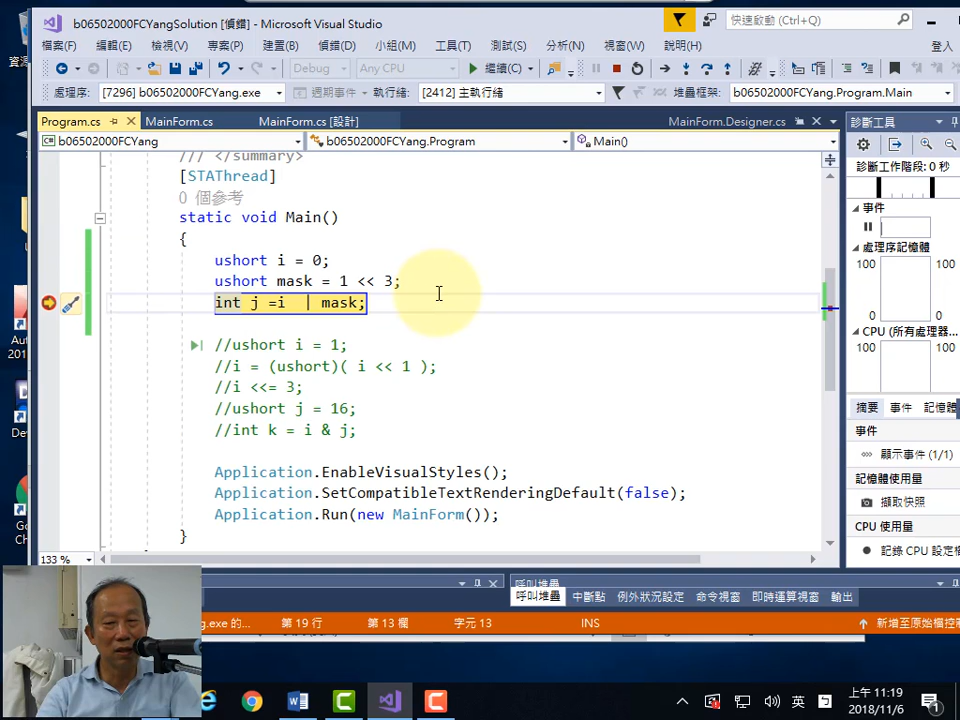 b06502000FCYangSolution [偵錯] - Microsoft Visual Studio
快速啟動 (Ctrl+Q)
檔案(F) 編輯(E) 檢視(V) 專案(P) 建置(B) 偵錯(D) 小組(M) 工具(T) 測試(S) 分析(N) 視窗(W) 說明(H) 登入
Debug Any CPU 繼續(C)
處理序: [7296] b06502000FCYang.exe 週期事件 執行緒: [2412] 主執行緒 堆疊框架: b06502000FCYang.Program.Main
Program.cs MainForm.cs MainForm.cs [設計] MainForm.Designer.cs
b06502000FCYang b06502000FCYang.Program Main()
/// </summary>
[STAThread]
0 個參考
static void Main()
{
ushort i = 0;
ushort mask = 1 << 3;
int j =i  | mask;
//ushort i = 1;
//i = (ushort)( i << 1 );
//i <<= 3;
//ushort j = 16;
//int k = i & j;
Application.EnableVisualStyles();
Application.SetCompatibleTextRenderingDefault(false);
Application.Run(new MainForm());
}
133 %
診斷工具
診斷工作階段: 0 秒
事件
處理序記憶體
100 100
0 0
CPU (所有處理器...
100 100
摘要 事件 記憶體
事件
顯示事件 (1/1)
記憶體使用量
擷取快照
CPU 使用量
記錄 CPU 設定檔
呼叫堆疊
呼叫堆疊 中斷點 例外狀況設定 命令視窗 即時運算視窗 輸出
g.exe 的... 第 19 行 第 13 欄 字元 13 INS 新增至原始檔控
英
上午 11:19
2018/11/6
1